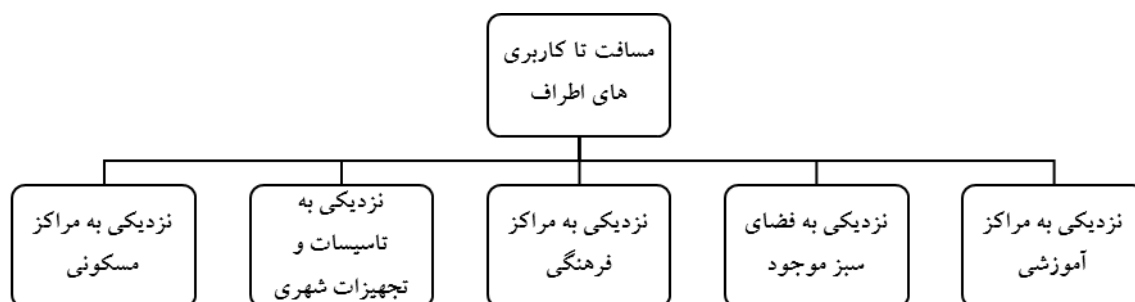 مسافت تا کاربری
های اطراف
نزدیکی به مراکز
آموزشی
نزدیکی به فضای
سبز موجود
نزدیکی به مراکز
فرهنگی
نزدیکی به
تاسیسات و
تجهیزات شهری
نزدیکی به مراکز
مسکونی